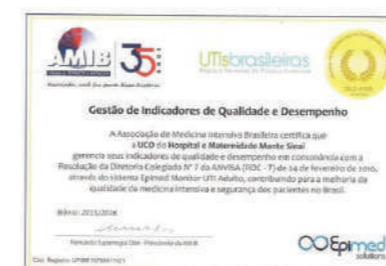 AMIB 35
UTIsbrasileiras
Gestão de Indicadores de Qualidade e Desempenho
A Associação de Medicina Intensiva Brasileira certifica que
a UCO do Hospital e Maternidade Monte Sinai
gerencia seus indicadores de qualidade e desempenho em consonância com a
Resolução da Diretoria Colegiada N° 7 da ANVISA (RDC - 7) de 24 de fevereiro de 2010,
através do sistema Epimed Monitor UTI Adulto, contribuindo para a melhoria da
qualidade da medicina intensiva e segurança dos pacientes no Brasil.
Biênio: 2015/2016
Presidente da AMIB
Epimed
solutions